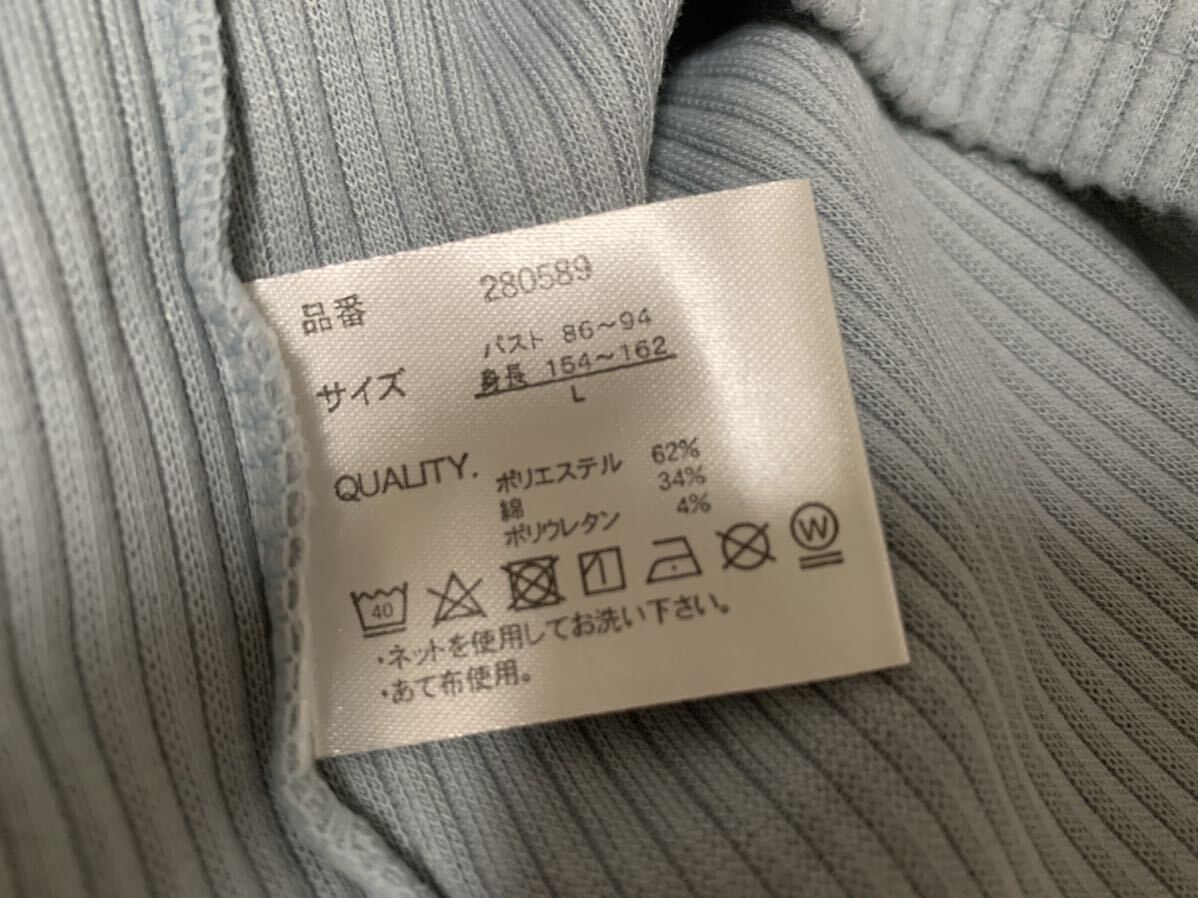 品番 280589
サイズ バスト 86～94
身長 154～162
L
QUALITY. ポリエステル 62%
綿 34%
ポリウレタン 4%
40 1 W
・ネットを使用してお洗い下さい。
・あて布使用。